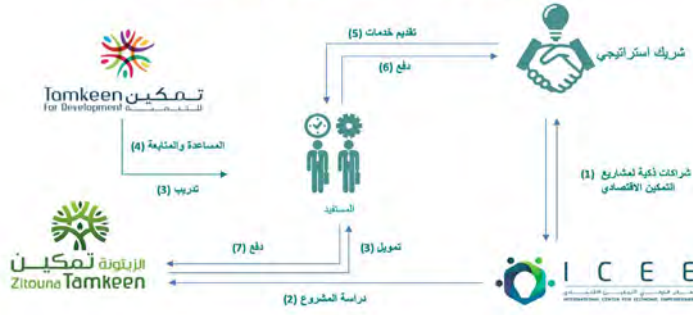 تقديم خدمات (5)
شريك استراتيجي
دفع (6)
Tamkeen تمكين
For Development للتنمية
المساعدة والمتابعة (4)
تدريب (3)
المستفيد
شراكات ذكية لمشاريع (1)
التمكين الاقتصادي
دفع (7)
تمويل (3)
الزيتونة تمكين
Zitouna Tamkeen
دراسة المشروع (2)
ICEE
INTERNATIONAL CENTER FOR ECONOMIC EMPOWERMENT